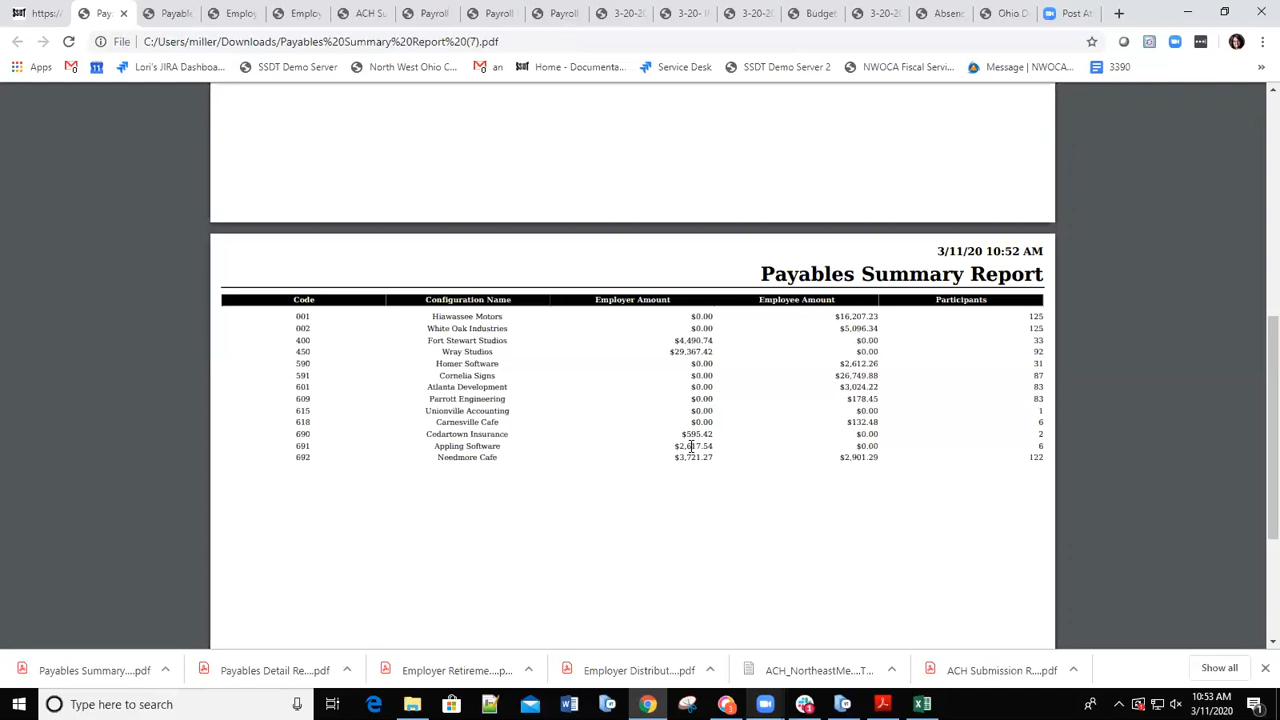 https:/
Pay:
Payable
Employ
Employ
ACH SU
Payroll
Payroll
Payroll
3-20-20
3-20- I/
3-20-20
Budget
3-20-20
Absenc
Ohio D
Post At
File C:/Users/miller/Downloads/Payables%20Summary%20Report%20(7).pdf
Apps
Lori's JIRA Dashboa...
SSDT Demo Server
North West Ohio C...
an
Home - Documenta...
Service Desk
SSDT Demo Server 2
NWOCA Fiscal Servi...
Message | NWOCA...
3390
3/11/20 10:52 AM
Payables Summary Report
Code Configuration Name Employer Amount Employee Amount Participants
001 Hiawassee Motors $0.00 $16,207.23 125
002 White Oak Industries $0.00 $5,096.34 125
400 Fort Stewart Studios $4,490.74 $0.00 33
450 Wray Studios $29,367.42 $0.00 92
590 Homer Software $0.00 $2,612.26 31
591 Cornelia Signs $0.00 $26,749.88 87
601 Atlanta Development $0.00 $3,024.22 83
609 Parrott Engineering $0.00 $178.45 83
615 Unionville Accounting $0.00 $0.00 1
618 Carnesville Cafe $0.00 $132.48 6
690 Cedartown Insurance $595.42 $0.00 2
691 Appling Software $0.00 6
692 Needmore Cafe $3,721.27 $2,901.29 122
Payables Summary....pdf
Payables Detail Re....pdf
Employer Retireme....p...
Employer Distribut....pdf
ACH_NortheastMe....T...
ACH Submission R....pdf
Show all
Type here to search
10:53 AM
3/11/2020